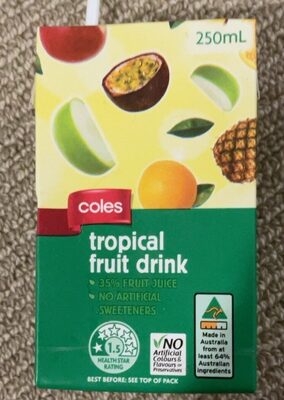 250mL
coles
tropical
fruit drink
35% FRUIT JUICE
NO ARTIFICIAL
SWEETENERS
1.5
HEALTH STAR
RATING
NO
Artificial
Colours &
Flavours or
Preservatives
Made in
Australia
from at
least 64%
Australian
ingredients
BEST BEFORE: SEE TOP OF PACK